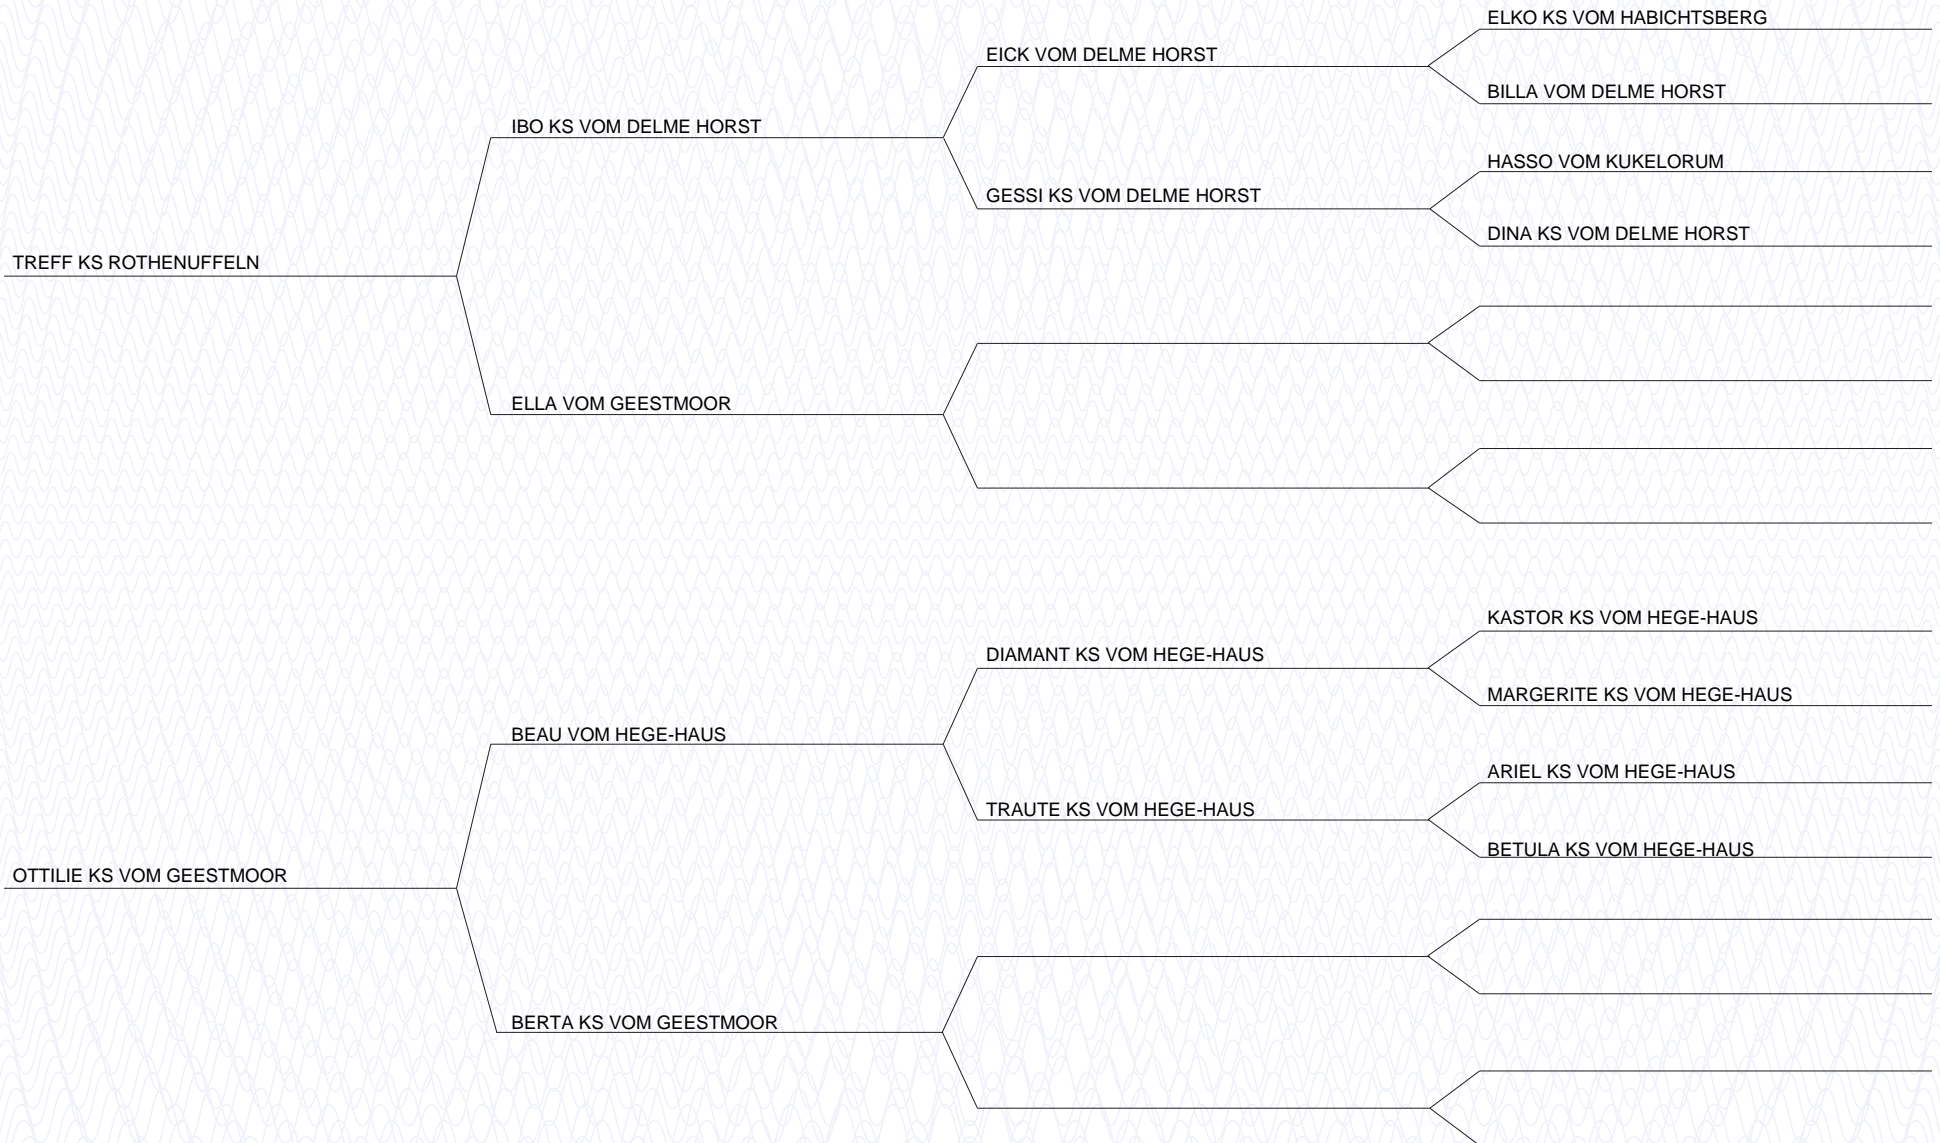 ELKO KS VOM HABICHTSBERG
EICK VOM DELME HORST
BILLA VOM DELME HORST
IBO KS VOM DELME HORST
HASSO VOM KUKELORUM
GESSI KS VOM DELME HORST
DINA KS VOM DELME HORST
TREFF KS ROTHENUFFELN
ELLA VOM GEESTMOOR
KASTOR KS VOM HEGE-HAUS
DIAMANT KS VOM HEGE-HAUS
MARGERITE KS VOM HEGE-HAUS
BEAU VOM HEGE-HAUS
ARIEL KS VOM HEGE-HAUS
TRAUTE KS VOM HEGE-HAUS
BETULA KS VOM HEGE-HAUS
OTTILIE KS VOM GEESTMOOR
BERTA KS VOM GEESTMOOR